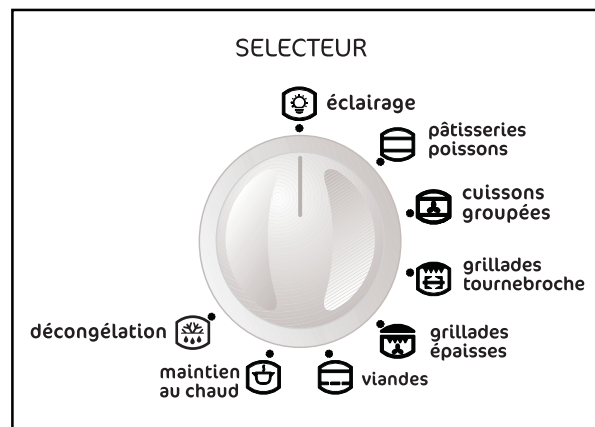 SELECTEUR
éclairage
pâtisseries
poissons
cuissons
groupées
grillades
tournebroche
grillades
épaisses
viandes
maintien
au chaud
décongélation